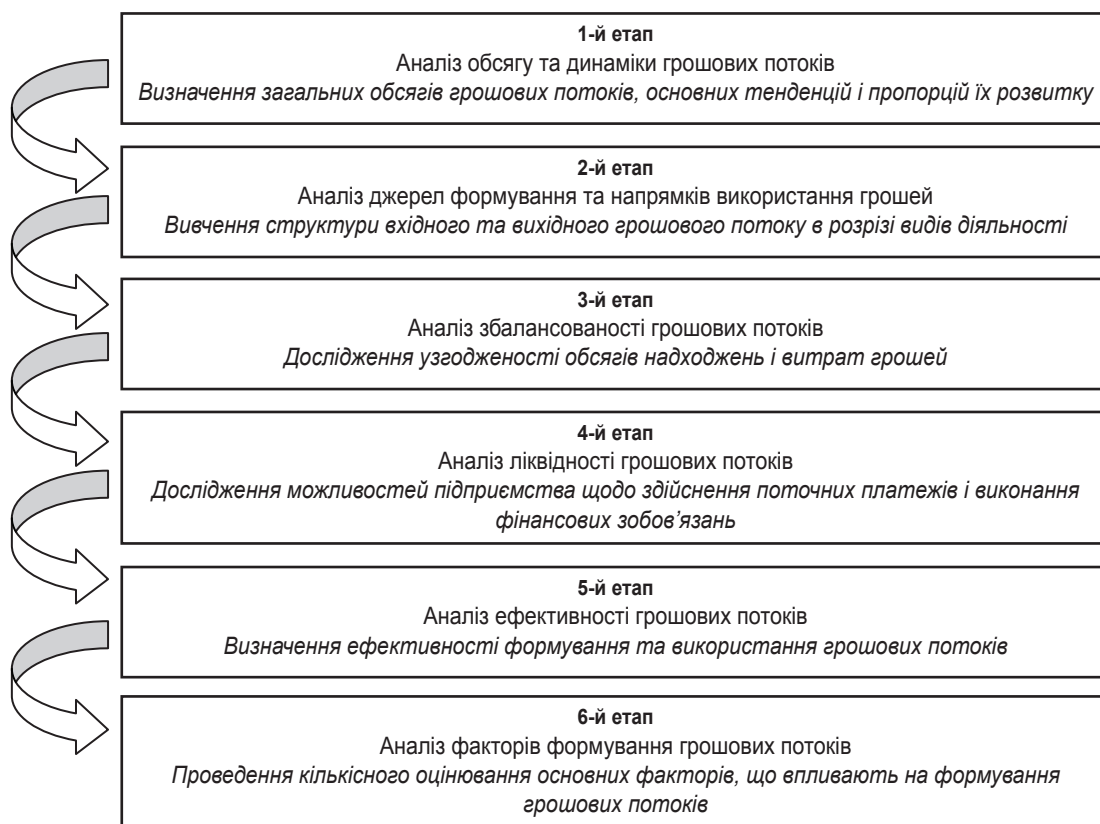 1-й етап
Аналіз обсягу та динаміки грошових потоків
Визначення загальних обсягів грошових потоків, основних тенденцій і пропорцій їх розвитку
2-й етап
Аналіз джерел формування та напрямків використання грошей
Вивчення структури вхідного та вихідного грошового потоку в розрізі видів діяльності
3-й етап
Аналіз збалансованості грошових потоків
Дослідження узгодженості обсягів надходжень і витрат грошей
4-й етап
Аналіз ліквідності грошових потоків
Дослідження можливостей підприємства щодо здійснення поточних платежів і виконання
фінансових зобов’язань
5-й етап
Аналіз ефективності грошових потоків
Визначення ефективності формування та використання грошових потоків
6-й етап
Аналіз факторів формування грошових потоків
Проведення кількісного оцінювання основних факторів, що впливають на формування
грошових потоків